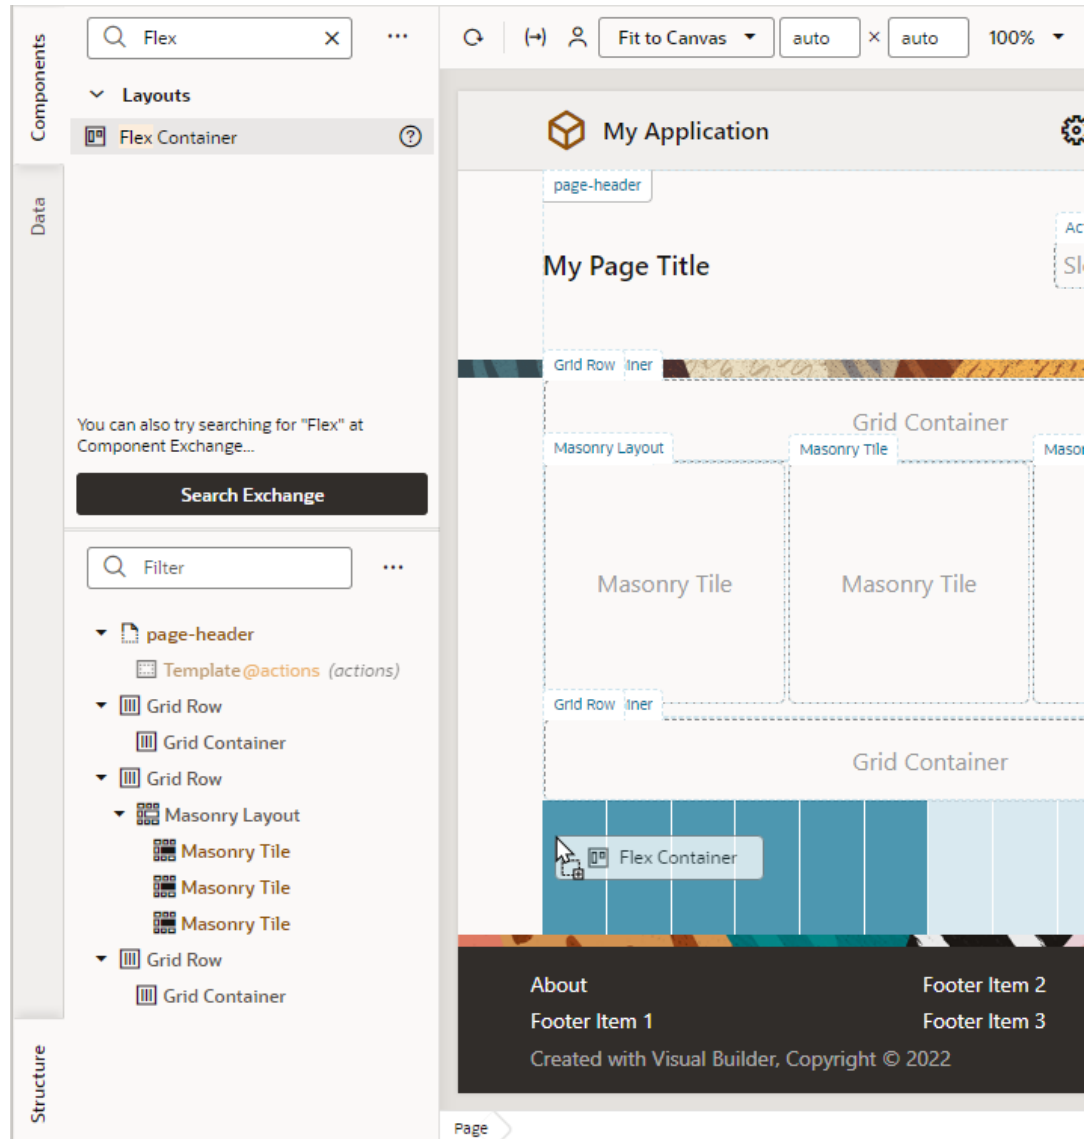 Components
Data
Structure
Flex
Layouts
Flex Container
You can also try searching for "Flex" at
Component Exchange...
Search Exchange
Filter
page-header
Template@actions (actions)
Grid Row
Grid Container
Grid Row
Masonry Layout
Masonry Tile
Masonry Tile
Masonry Tile
Grid Row
Grid Container
Fit to Canvas auto × auto 100%
My Application
page-header
My Page Title
Grid Row
Grid Container
Masonry Layout Masonry Tile
Masonry Tile Masonry Tile
Grid Row
Grid Container
Flex Container
About Footer Item 2
Footer Item 1 Footer Item 3
Created with Visual Builder, Copyright © 2022
Page